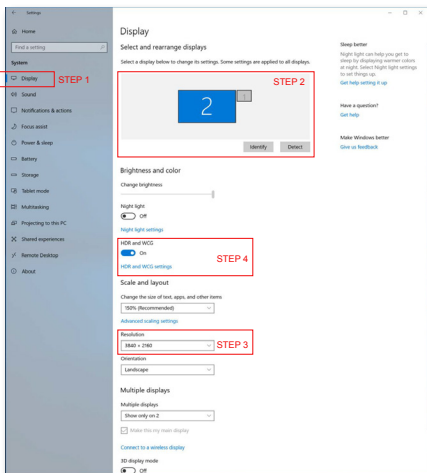 Settings
Home
Find a setting
System
Display
STEP 1
Sound
Notifications & actions
Focus assist
Power & sleep
Battery
Storage
Tablet mode
Multitasking
Projecting to this PC
Shared experiences
Remote Desktop
About
Display
Select and rearrange displays
Select a display below to change its settings. Some settings are applied to all displays.
STEP 2
2
1
Identify
Detect
Brightness and color
Change brightness
Night light
Off
Night light settings
HDR and WCG
On
STEP 4
HDR and WCG settings
Scale and layout
Change the size of text, apps, and other items
150% (Recommended)
Advanced scaling settings
Resolution
3840 × 2160
STEP 3
Orientation
Landscape
Multiple displays
Multiple displays
Show only on 2
Make this my main display
Connect to a wireless display
3D display mode
Off
Sleep better
Night light can help you get to
sleep by displaying warmer colors
at night. Select Night light settings
to set things up.
Get help setting it up
Have a question?
Get help
Make Windows better
Give us feedback